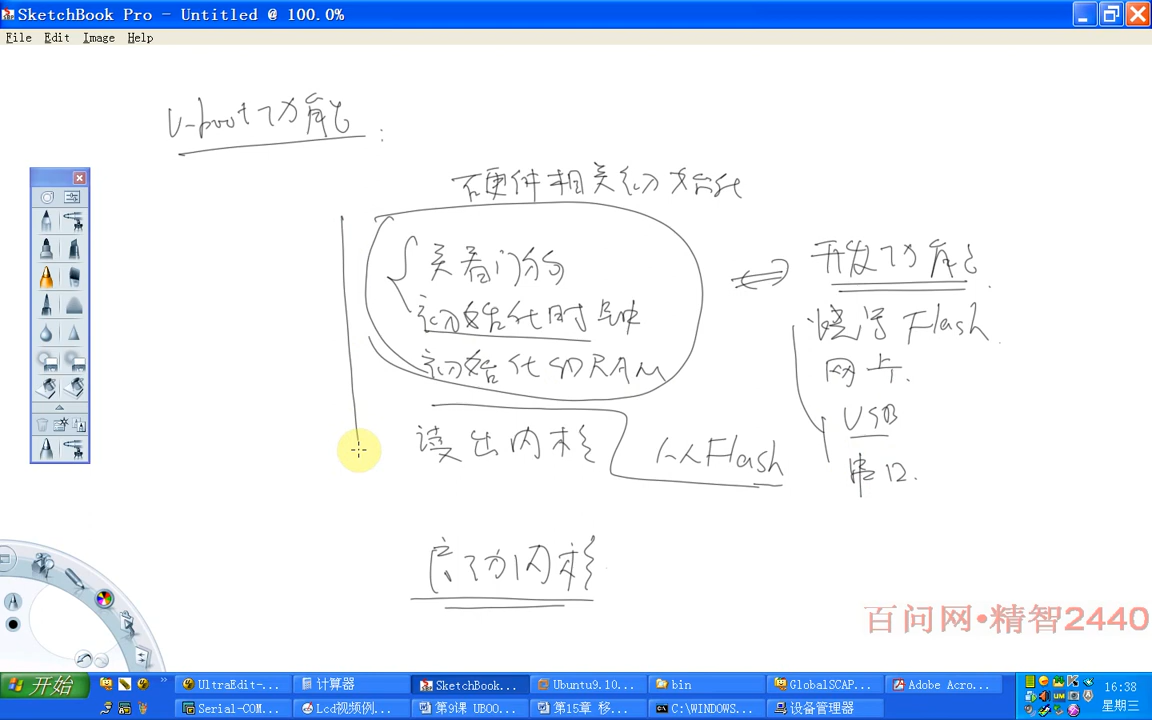 SketchBook Pro - Untitled @ 100.0%
File Edit Image Help
U-boot功能:
硬件相关初始化
关看门狗
初始化时钟
初始化SDRAM
读出内核
从Flash
启动内核
开发功能
烧写Flash
网卡.
USB
串口.
百问网•精智2440
开始
UltraEdit-...
计算器
SketchBook...
Ubuntu9.10...
bin
GlobalSCAP...
Adobe Acro...
16:38
Serial-COM...
Lcd视频例...
第9课 UBOO...
第15章 移...
C:\WINDOWS...
设备管理器
星期三